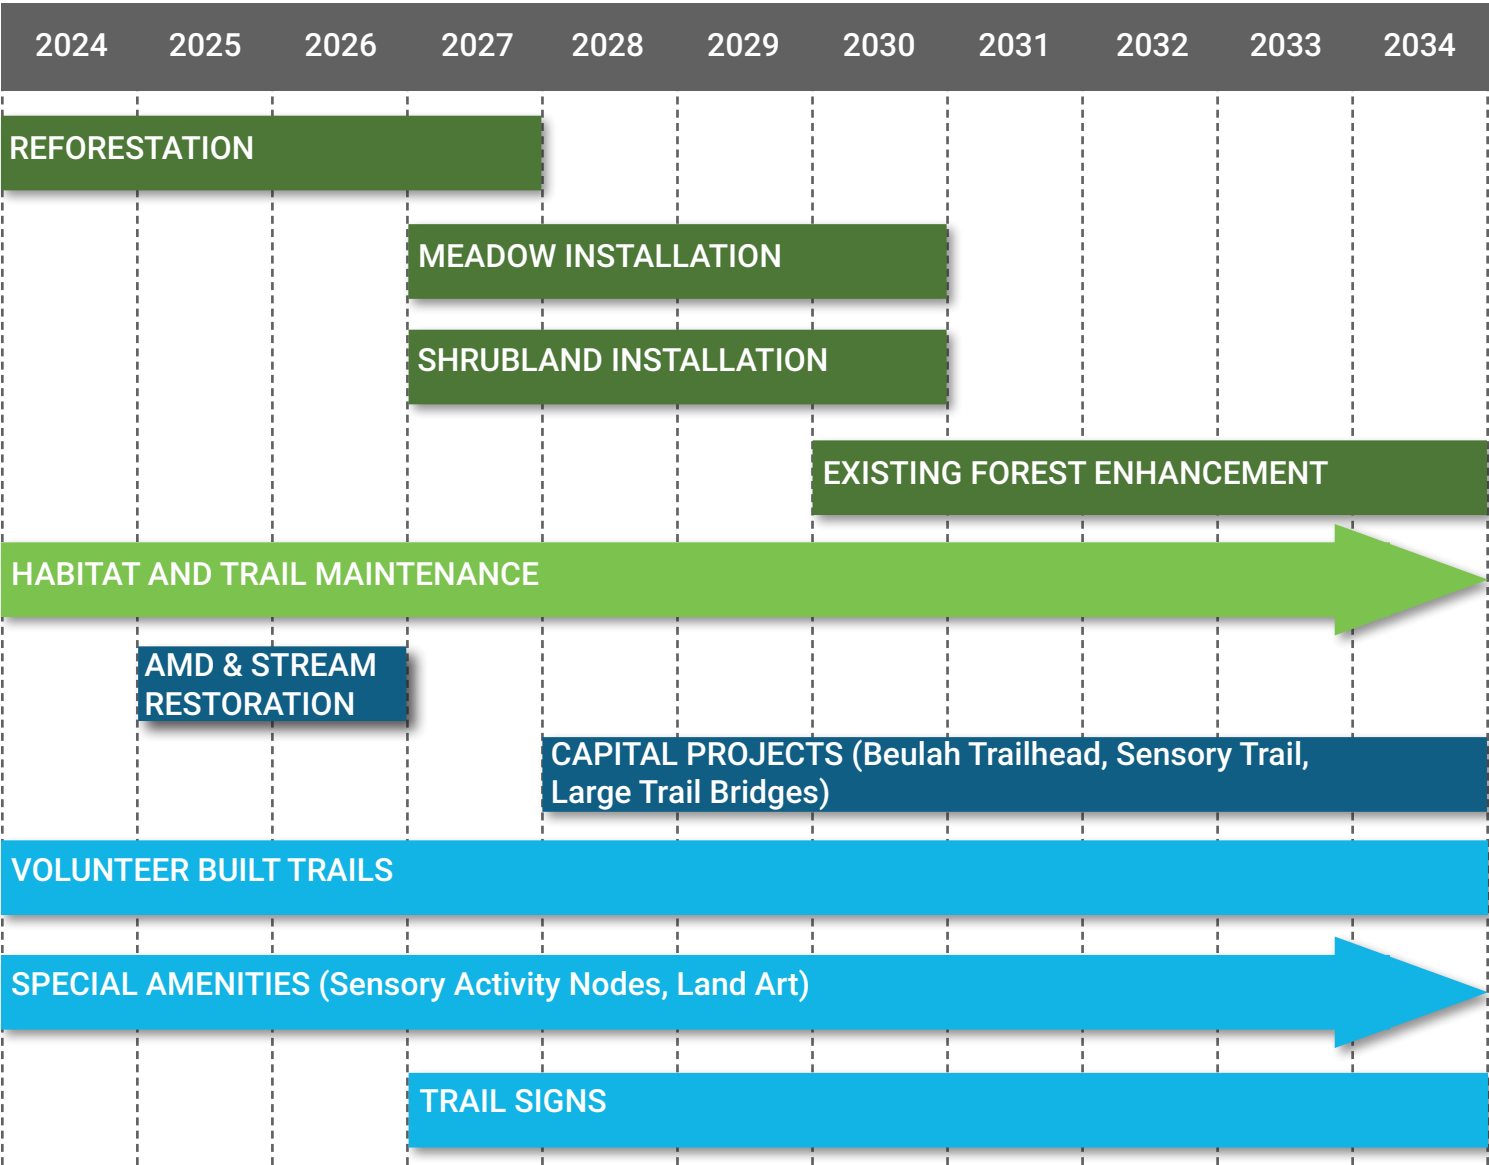 2024 2025 2026 2027 2028 2029 2030 2031 2032 2033 2034
REFORESTATION
MEADOW INSTALLATION
SHRUBLAND INSTALLATION
EXISTING FOREST ENHANCEMENT
HABITAT AND TRAIL MAINTENANCE
AMD & STREAM
RESTORATION
CAPITAL PROJECTS (Beulah Trailhead, Sensory Trail,
Large Trail Bridges)
VOLUNTEER BUILT TRAILS
SPECIAL AMENITIES (Sensory Activity Nodes, Land Art)
TRAIL SIGNS